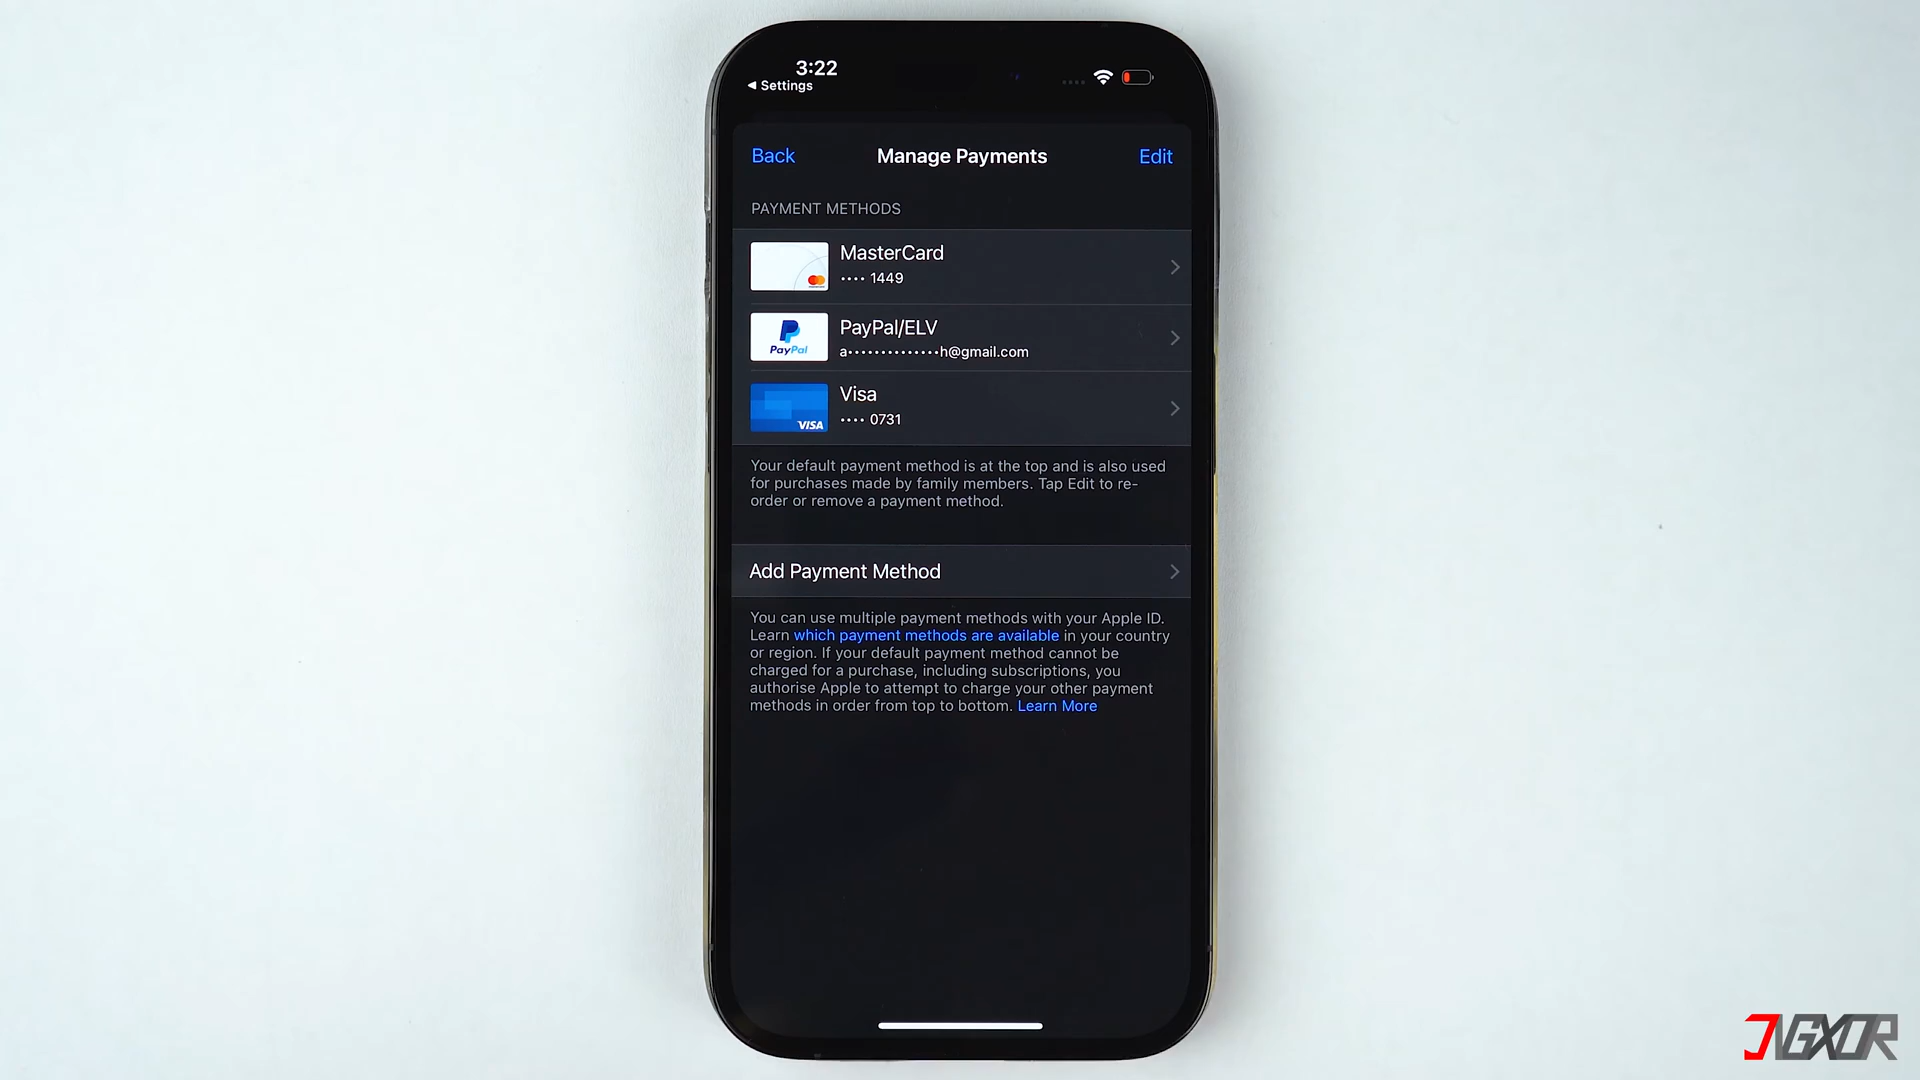 3:22
◀ Settings
Back
Manage Payments
Edit
PAYMENT METHODS
MasterCard
•••• 1449
PayPal
PayPal/ELV
a••••••••••••••h@gmail.com
Visa
•••• 0731
VISA
Your default payment method is at the top and is also used
for purchases made by family members. Tap Edit to re-
order or remove a payment method.
Add Payment Method
You can use multiple payment methods with your Apple ID.
Learn which payment methods are available in your country
or region. If your default payment method cannot be
charged for a purchase, including subscriptions, you
authorise Apple to attempt to charge your other payment
methods in order from top to bottom. Learn More
JVGXOR